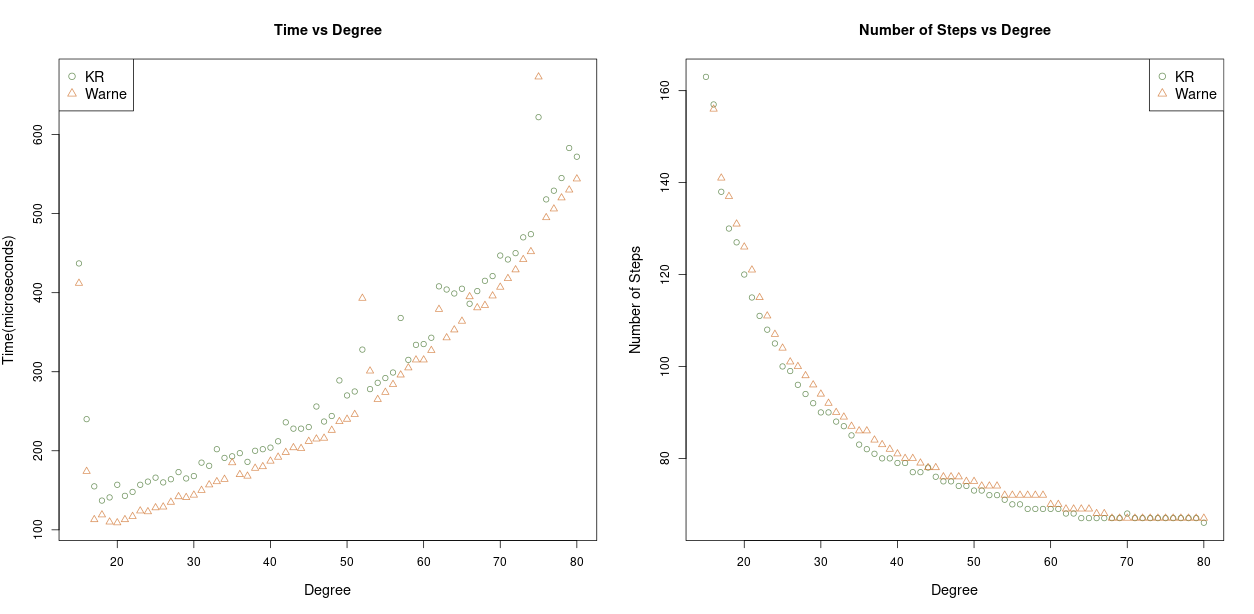 Time vs Degree
KR
Warne
Time(microseconds)
600
500
400
300
200
100
20
30
40
50
60
70
80
Degree
Number of Steps vs Degree
KR
Warne
Number of Steps
160
140
120
100
80
20
30
40
50
60
70
80
Degree